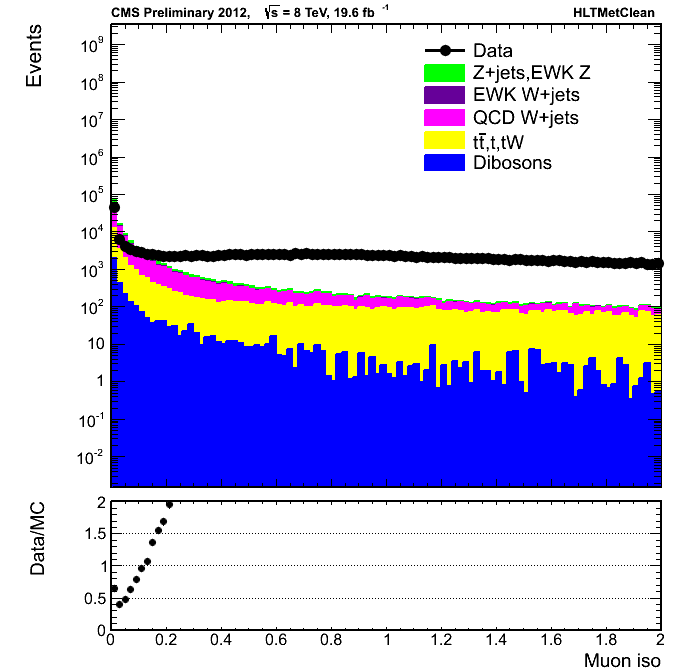 CMS Preliminary 2012, √s = 8 TeV, 19.6 fb⁻¹ HLTMetClean
Events
10⁹
10⁸
10⁷
10⁶
10⁵
10⁴
10³
10²
10
1
10⁻¹
10⁻²
Data
Z+jets,EWK Z
EWK W+jets
QCD W+jets
tt̄,t,tW
Dibosons
Data/MC
2
1.5
1
0.5
0
0 0.2 0.4 0.6 0.8 1 1.2 1.4 1.6 1.8 2
Muon iso